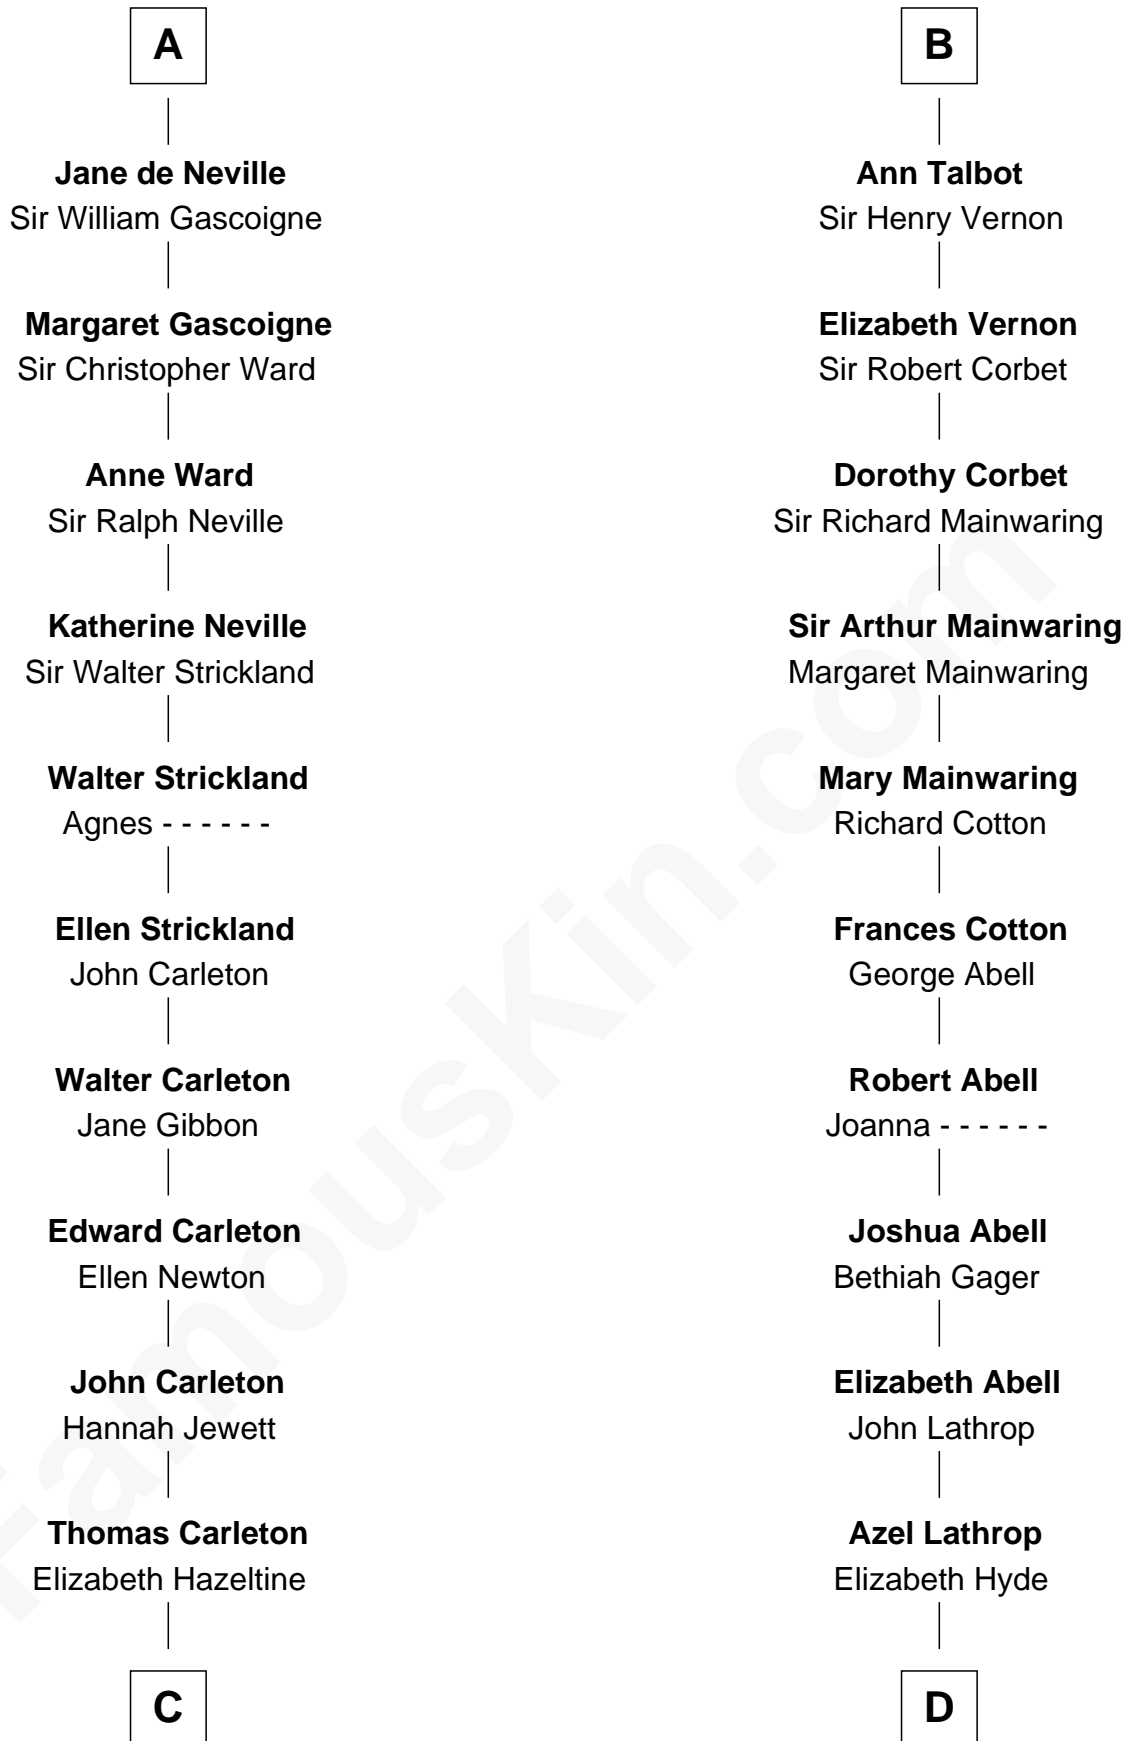 A
Jane de Neville
Sir William Gascoigne
Margaret Gascoigne
Sir Christopher Ward
Anne Ward
Sir Ralph Neville
Katherine Neville
Sir Walter Strickland
Walter Strickland
Agnes - - - - - -
Ellen Strickland
John Carleton
Walter Carleton
Jane Gibbon
Edward Carleton
Ellen Newton
John Carleton
Hannah Jewett
Thomas Carleton
Elizabeth Hazeltine
C
B
Ann Talbot
Sir Henry Vernon
Elizabeth Vernon
Sir Robert Corbet
Dorothy Corbet
Sir Richard Mainwaring
Sir Arthur Mainwaring
Margaret Mainwaring
Mary Mainwaring
Richard Cotton
Frances Cotton
George Abell
Robert Abell
Joanna - - - - - -
Joshua Abell
Bethiah Gager
Elizabeth Abell
John Lathrop
Azel Lathrop
Elizabeth Hyde
D
FamousKin.com